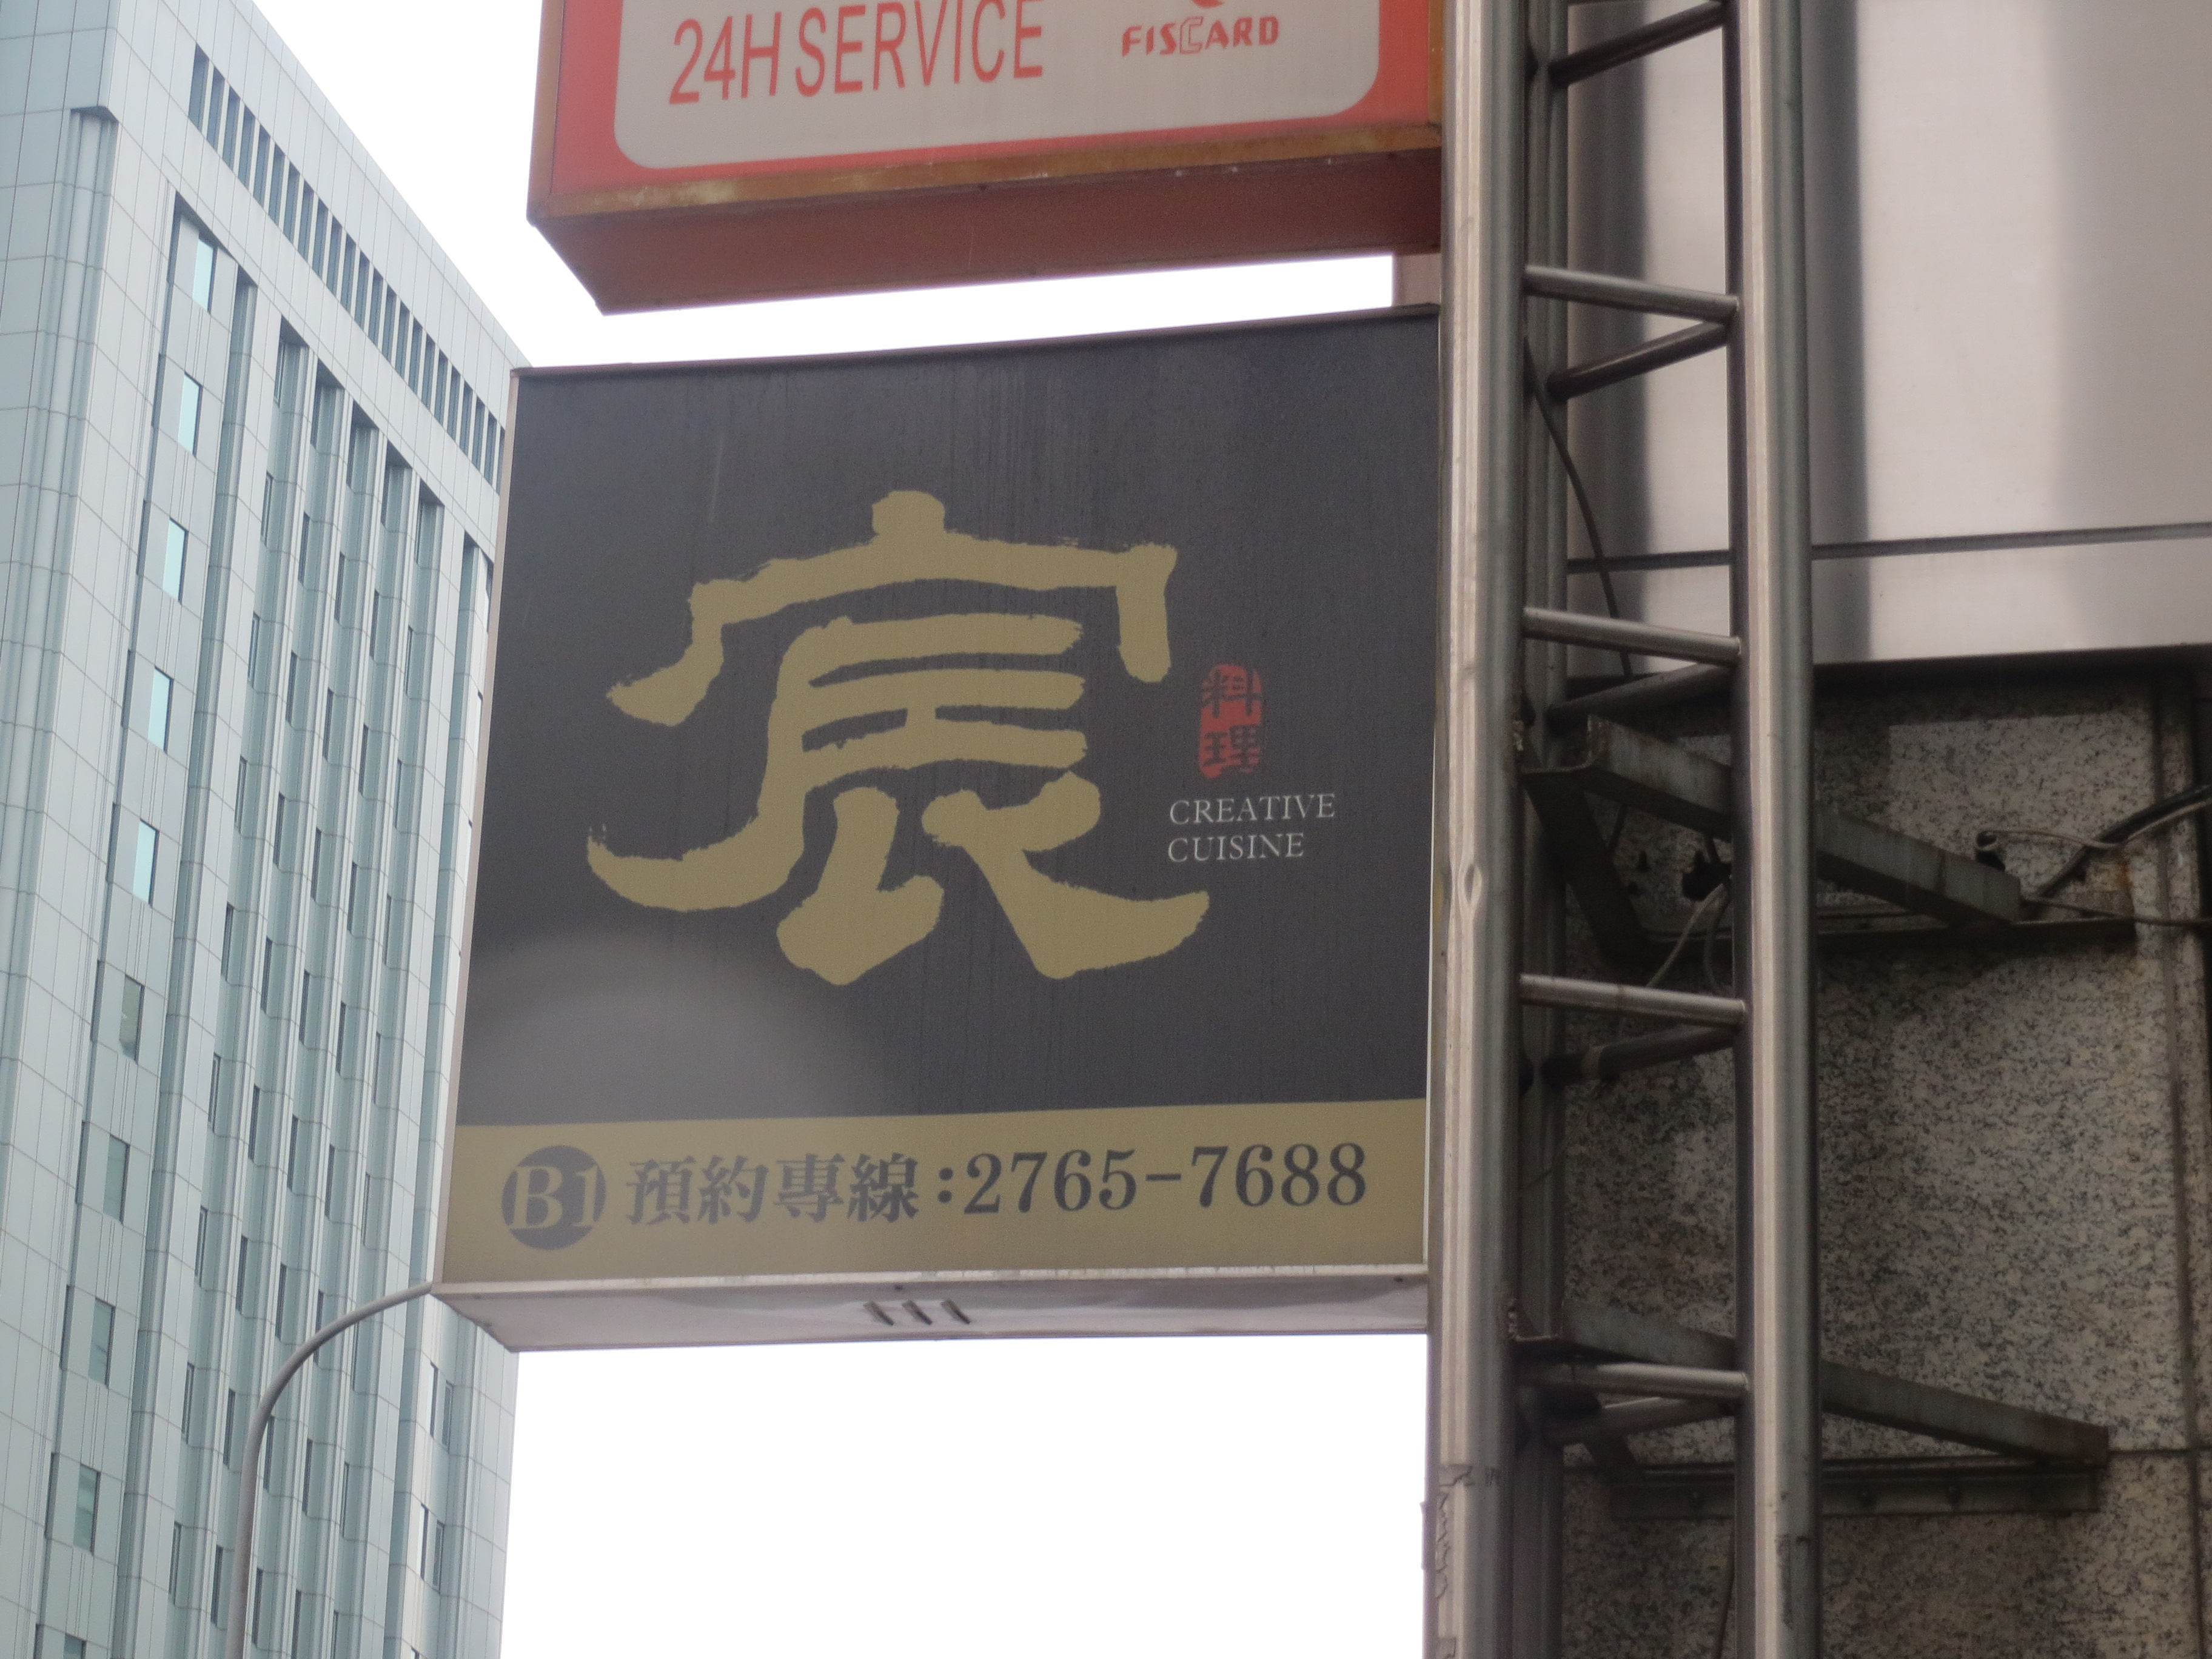 24H SERVICE
FISCARD
宸
料理
CREATIVE
CUISINE
B1 預約專線:2765-7688